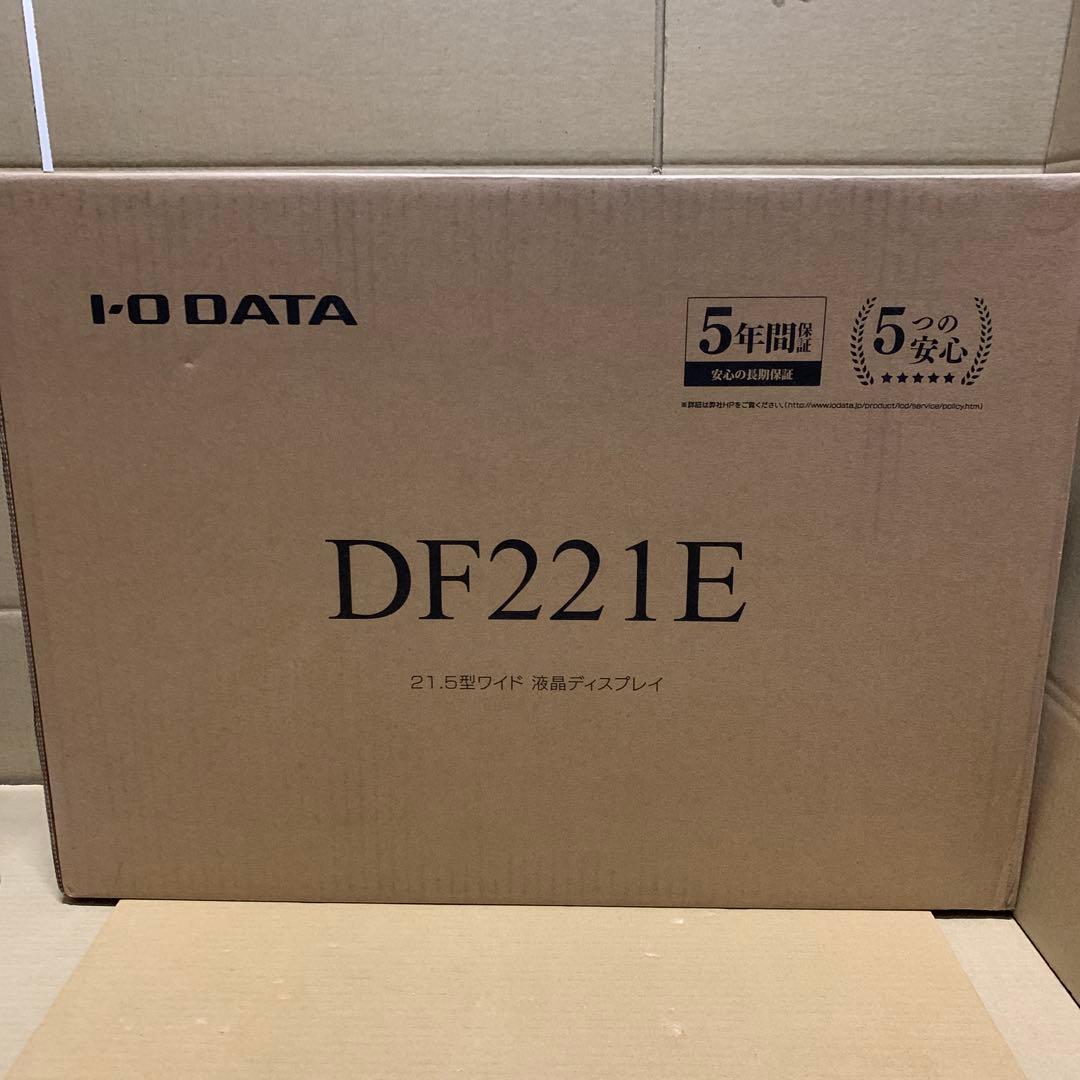 I-O DATA
5年間保証
安心の長期保証
5つの安心
※詳細は弊社HPをご覧ください。(http://www.iodata.jp/product/lcd/service/policy.htm)
DF221E
21.5型ワイド 液晶ディスプレイ